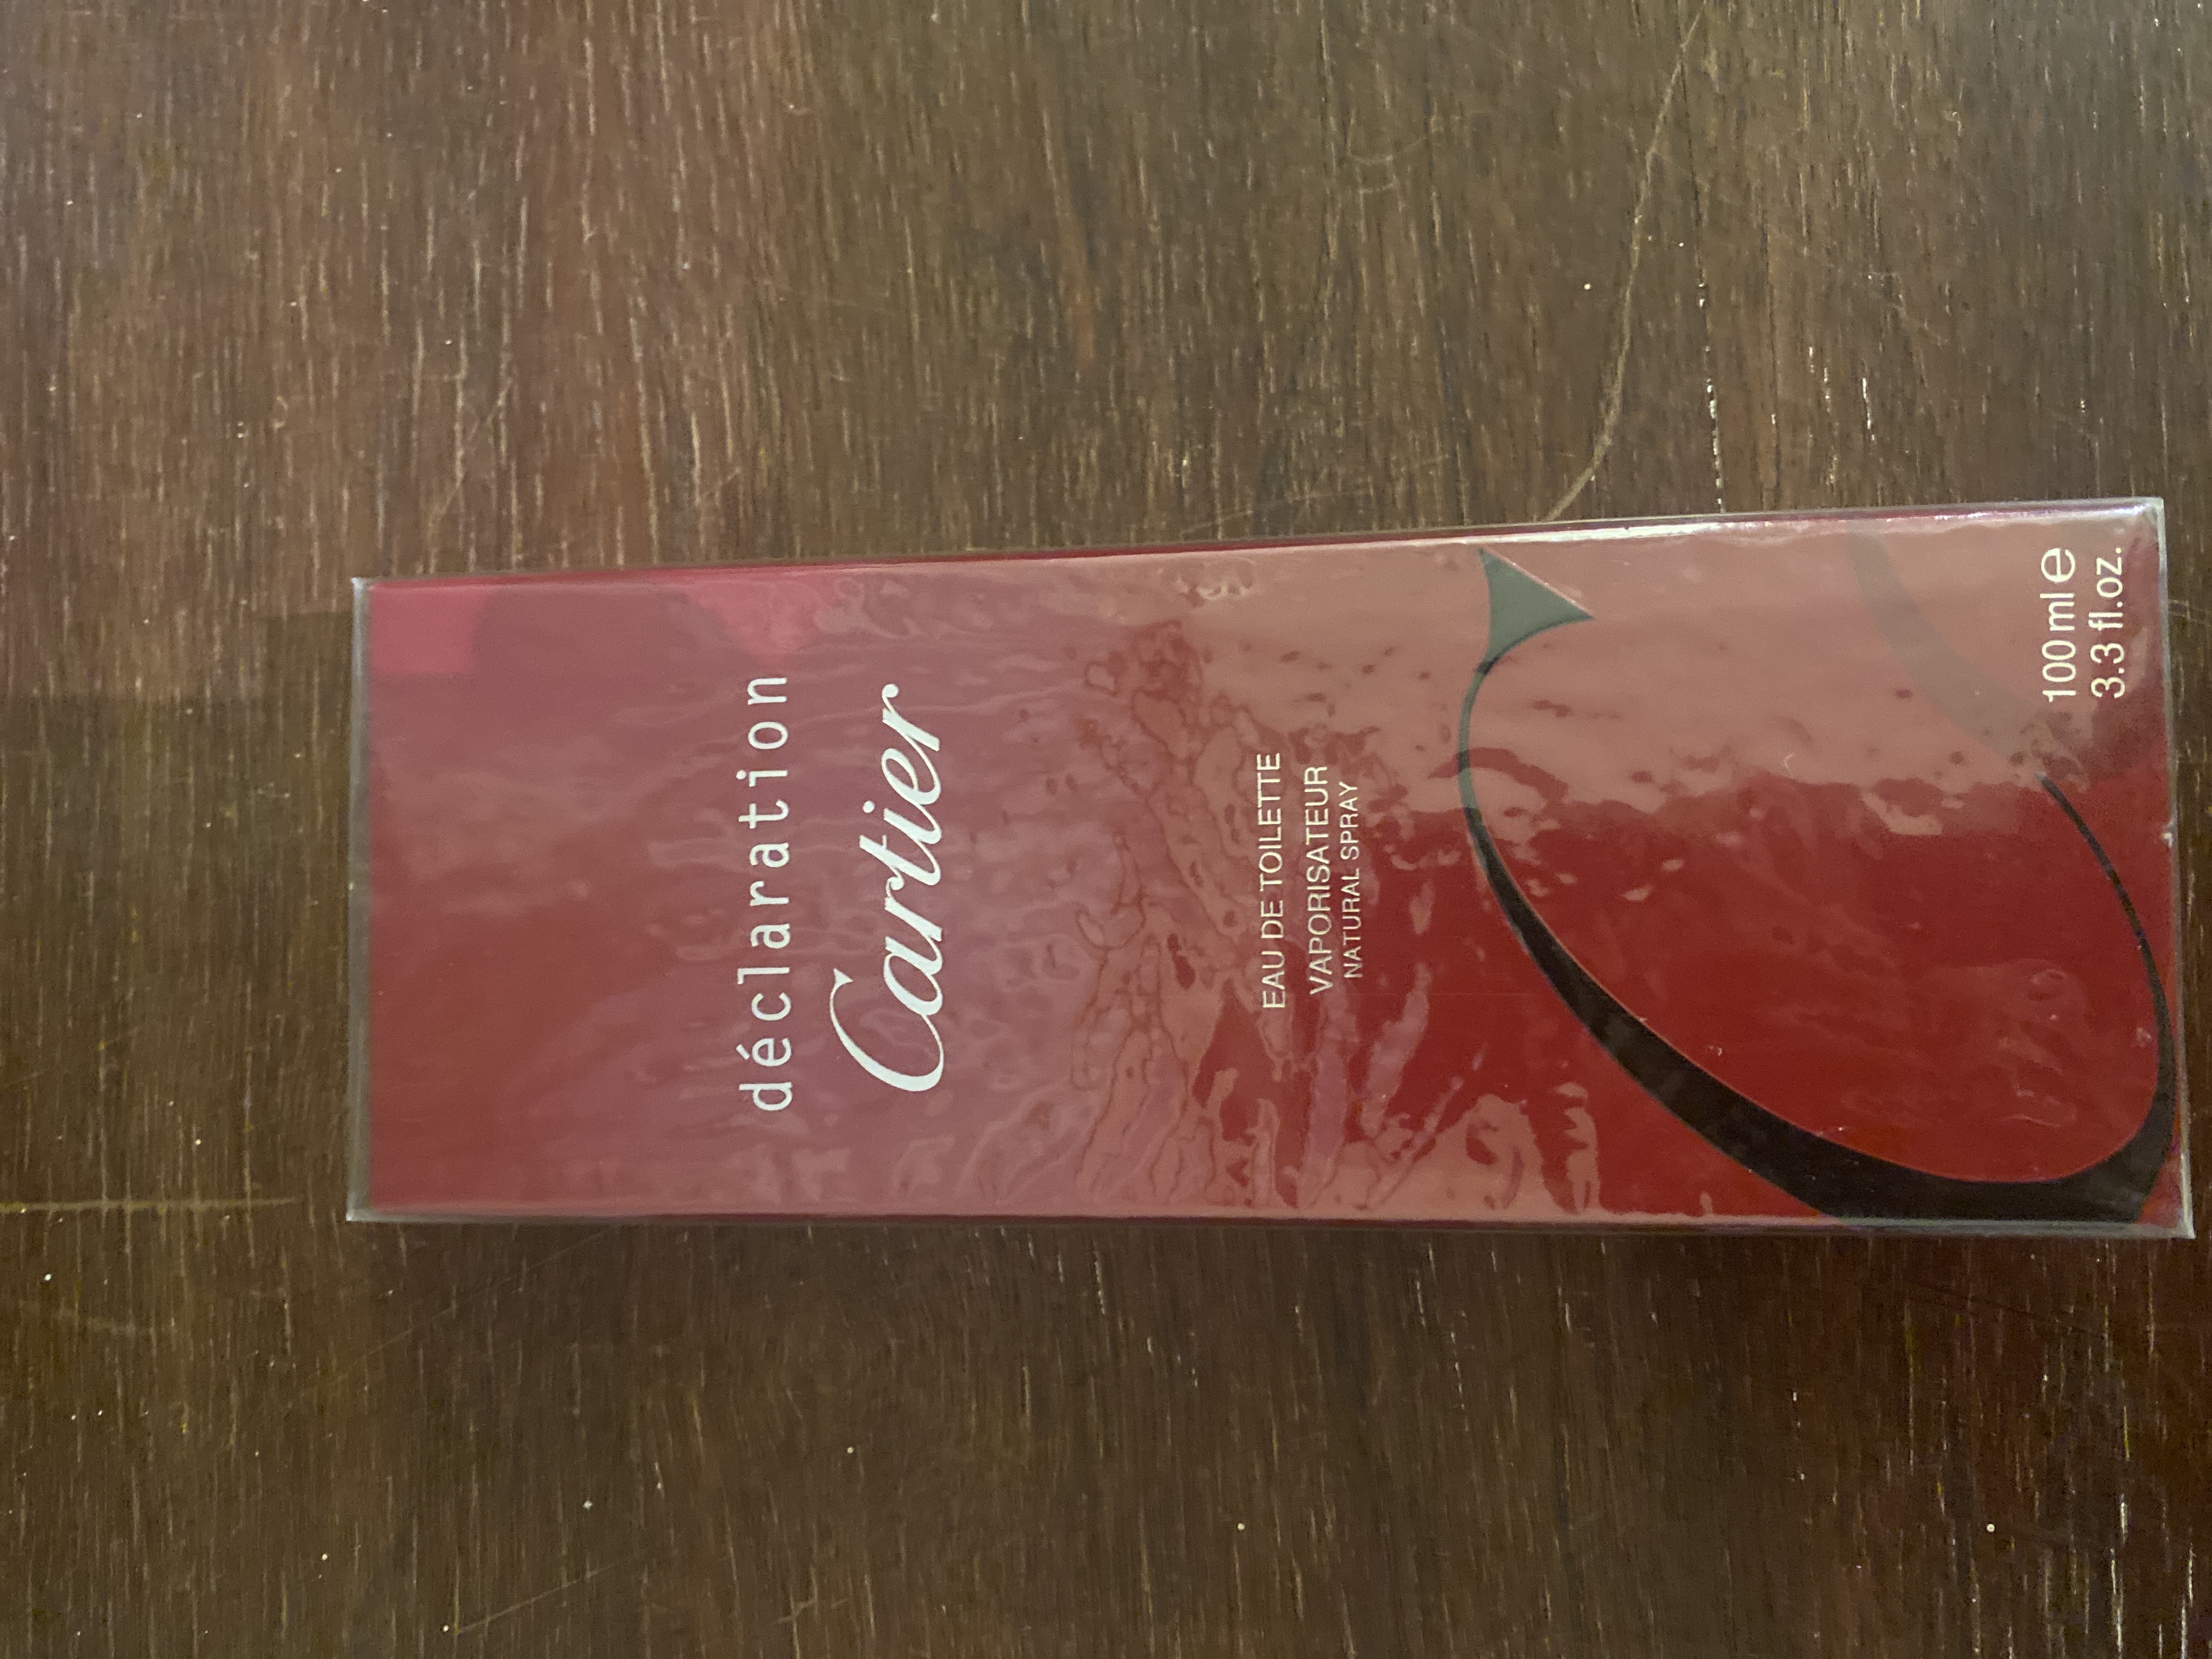 déclaration
Cartier
EAU DE TOILETTE
VAPORISATEUR
NATURAL SPRAY
100 ml e
3.3 fl.oz.